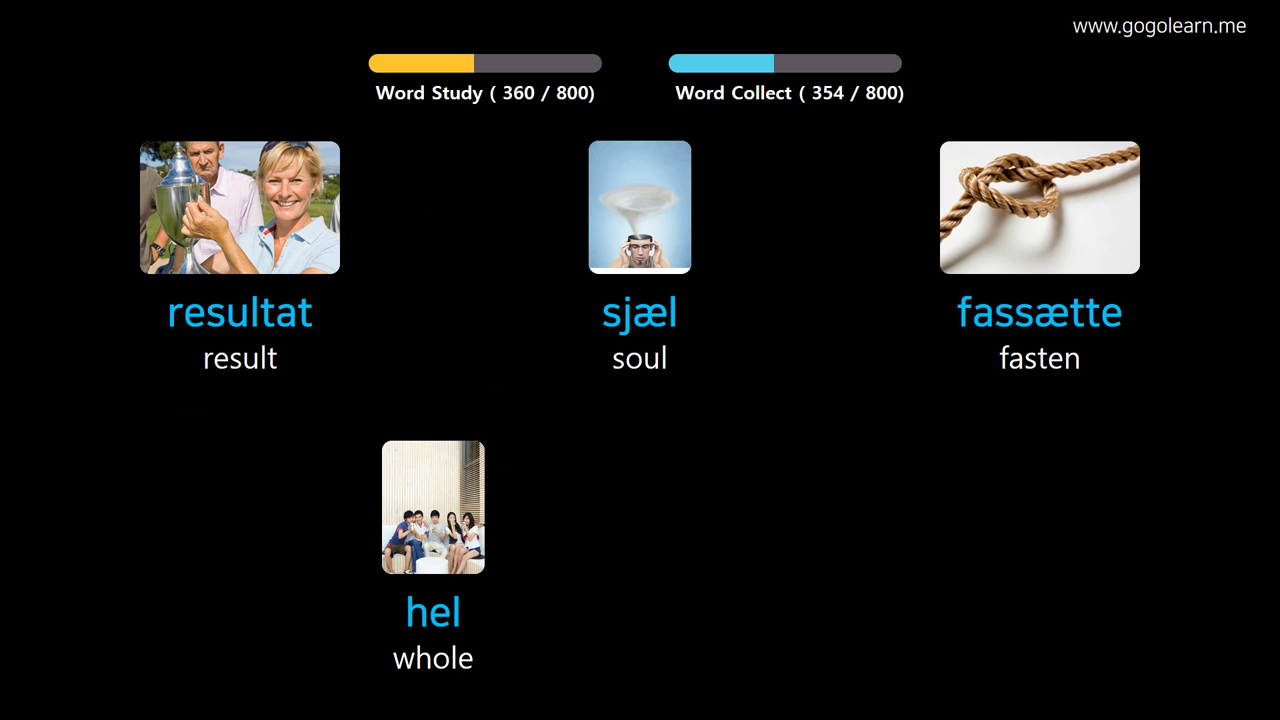 www.gogolearn.me
Word Study ( 360 / 800)
Word Collect ( 354 / 800)
resultat
result
sjæl
soul
fassætte
fasten
hel
whole